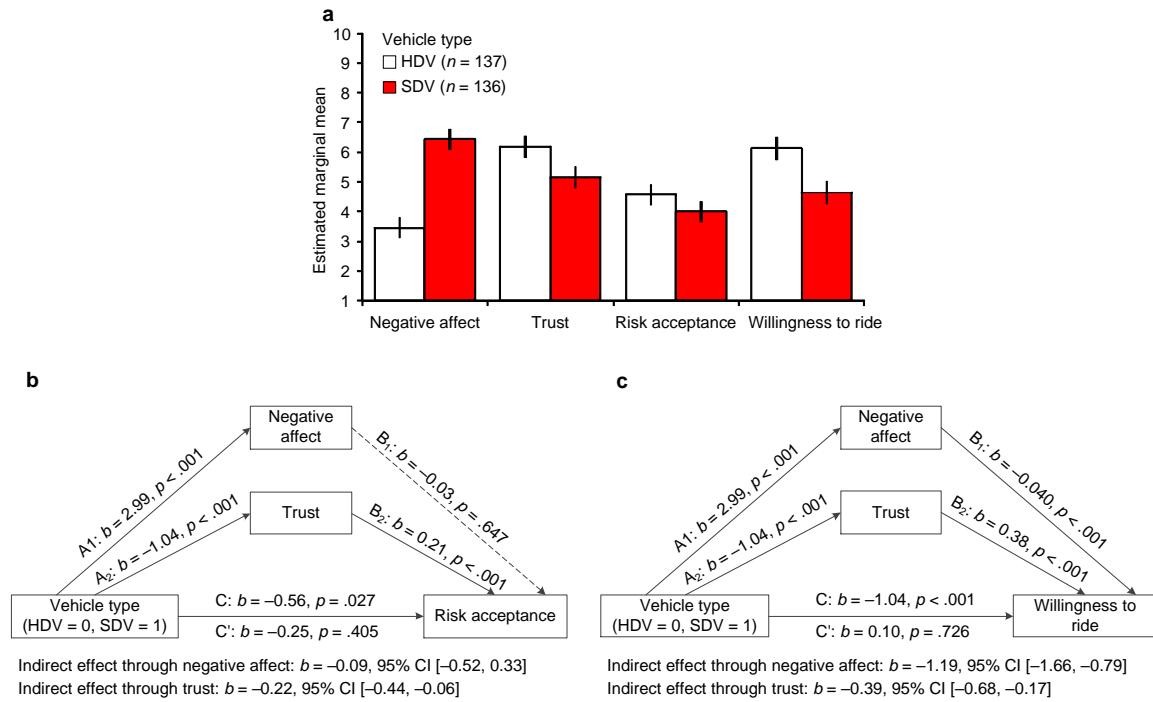 a
10
9
8
7
6
5
4
3
2
1
Estimated marginal mean
Vehicle type
HDV (n = 137)
SDV (n = 136)
Negative affect
Trust
Risk acceptance
Willingness to ride
b
Negative
affect
Trust
A1: b = 2.99, p < .001
A2: b = –1.04, p < .001
B1: b = –0.03, p = .647
B2: b = 0.21, p < .001
Vehicle type
(HDV = 0, SDV = 1)
C: b = –0.56, p = .027
C': b = –0.25, p = .405
Risk acceptance
Indirect effect through negative affect: b = –0.09, 95% CI [–0.52, 0.33]
Indirect effect through trust: b = –0.22, 95% CI [–0.44, –0.06]
c
Negative
affect
Trust
A1: b = 2.99, p < .001
A2: b = –1.04, p < .001
B1: b = –0.040, p < .001
B2: b = 0.38, p < .001
Vehicle type
(HDV = 0, SDV = 1)
C: b = –1.04, p < .001
C': b = 0.10, p = .726
Willingness to
ride
Indirect effect through negative affect: b = –1.19, 95% CI [–1.66, –0.79]
Indirect effect through trust: b = –0.39, 95% CI [–0.68, –0.17]